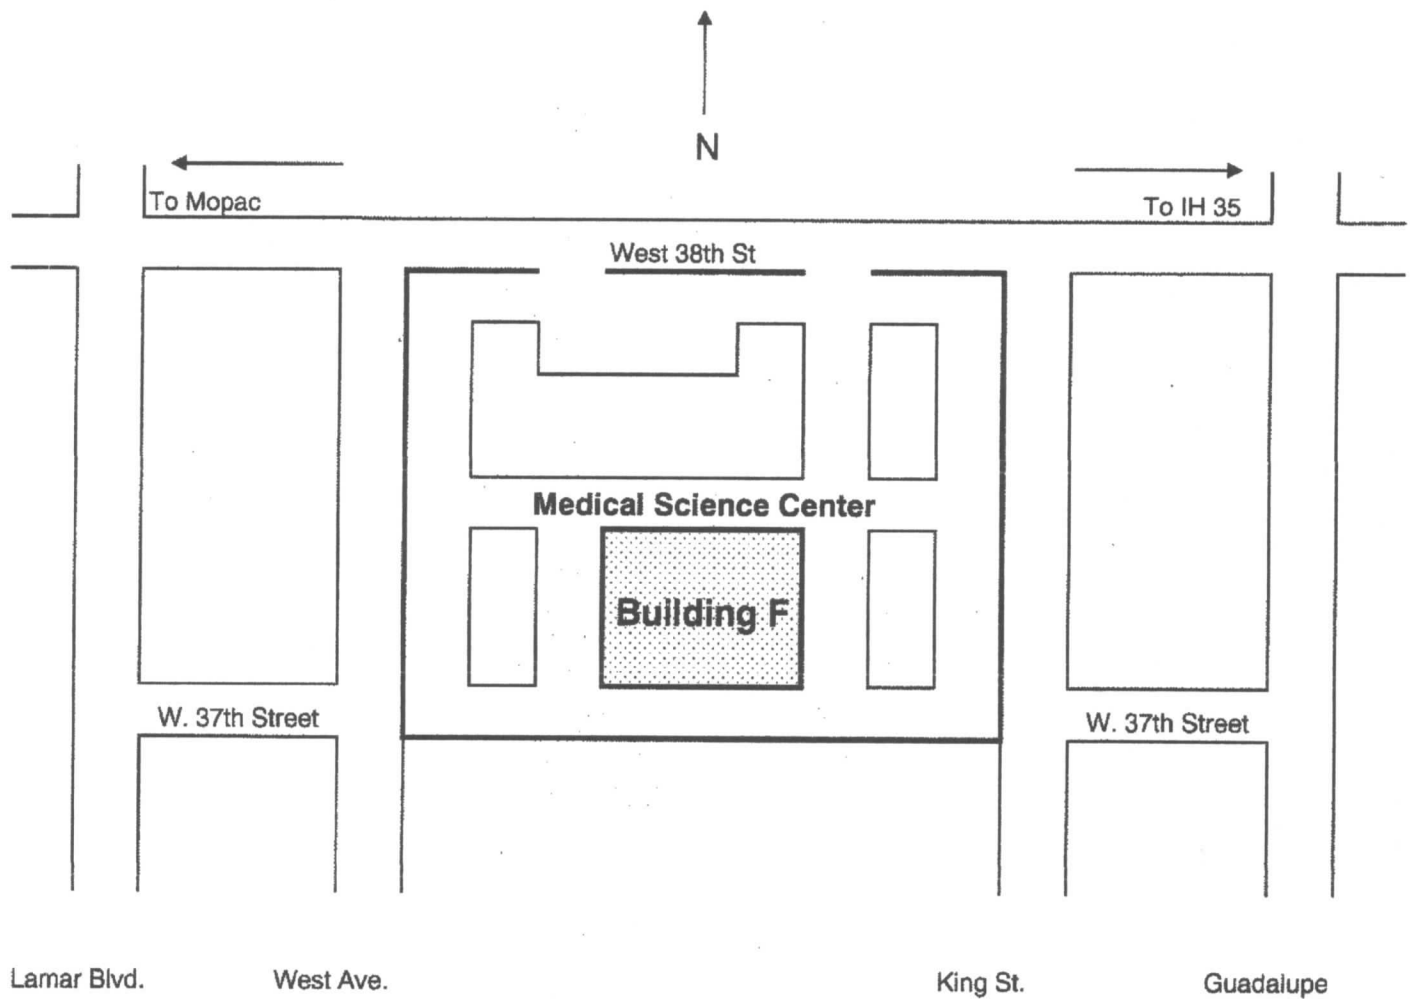 N
To Mopac
To IH 35
West 38th St
Medical Science Center
Building F
W. 37th Street
W. 37th Street
Lamar Blvd.
West Ave.
King St.
Guadalupe